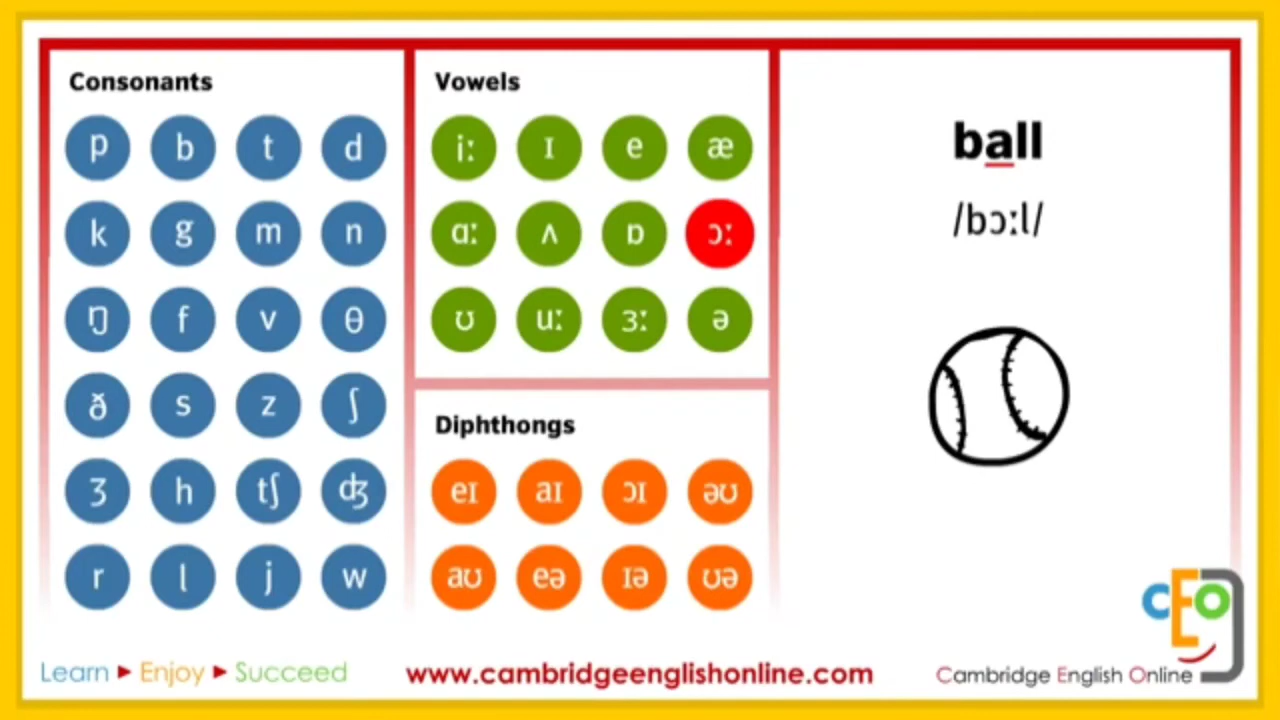 Consonants
p b t d
k g m n
ŋ f v θ
ð s z ʃ
ʒ h tʃ ʤ
r l j w
Vowels
iː ɪ e æ
ɑː ʌ ɒ ɔː
ʊ uː ɜː ə
Diphthongs
eɪ aɪ ɔɪ əʊ
aʊ eə ɪə ʊə
ball
/bɔːl/
CEO
Learn ► Enjoy ► Succeed
www.cambridgeenglishonline.com
Cambridge English Online